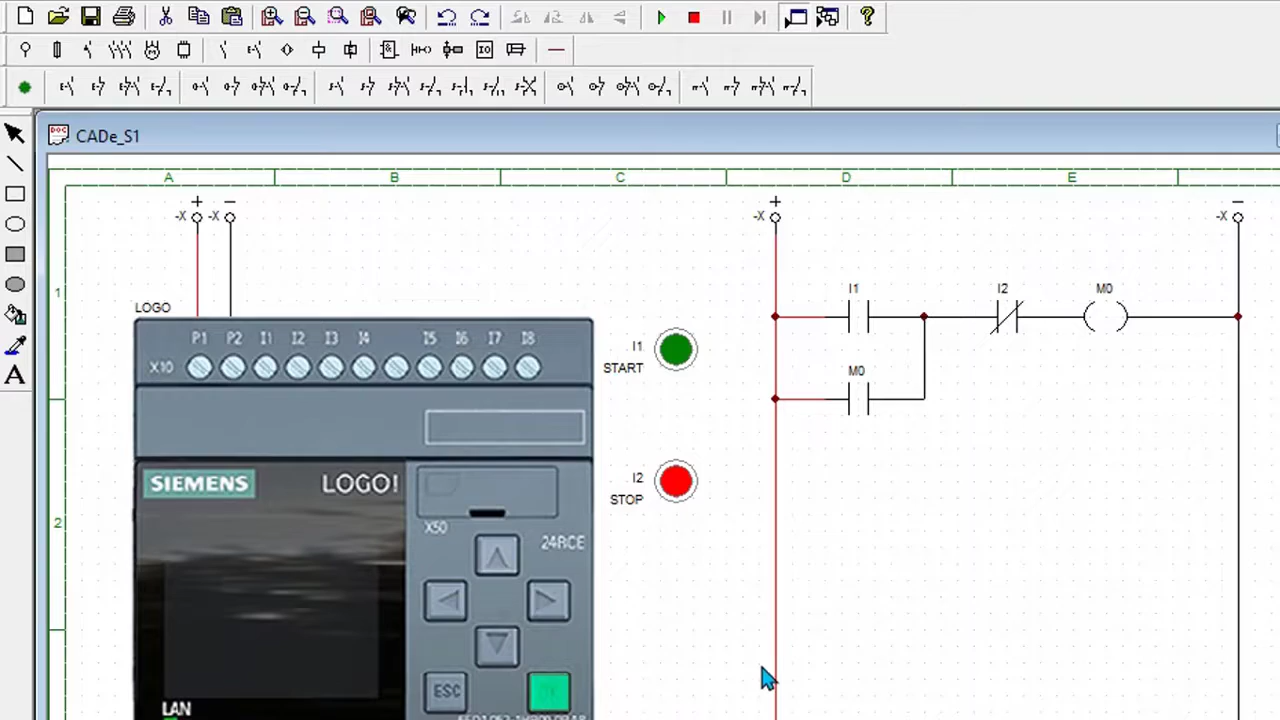 CADe_S1
A B C D E
+ − + −
-X -X -X -X
1
I1 I2 M0
LOGO
P1 P2 I1 I2 I3 I4 I5 I6 I7 I8
X10
I1
START
M0
SIEMENS LOGO!
I2
STOP
X50
24RCE
2
ESC
LAN